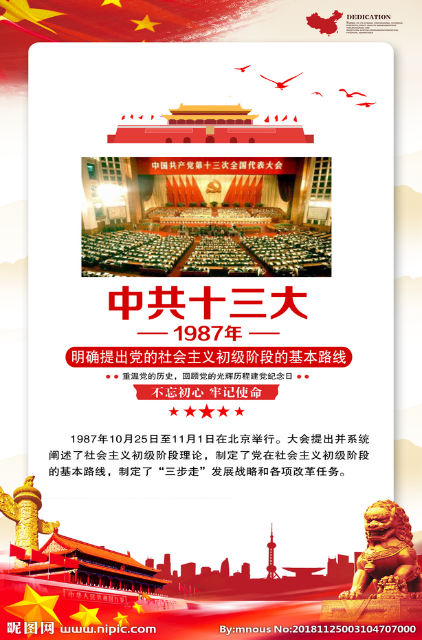 DEDICATION
中国共产党第十三次全国代表大会
中共十三大
1987年
明确提出党的社会主义初级阶段的基本路线
重温党的历史，回顾党的光辉历程建党纪念日
不忘初心 牢记使命
1987年10月25日至11月1日在北京举行。大会提出并系统
阐述了社会主义初级阶段理论，制定了党在社会主义初级阶段
的基本路线，制定了“三步走”发展战略和各项改革任务。
昵图网 www.nipic.com
By:mnous No:20181125003104707000